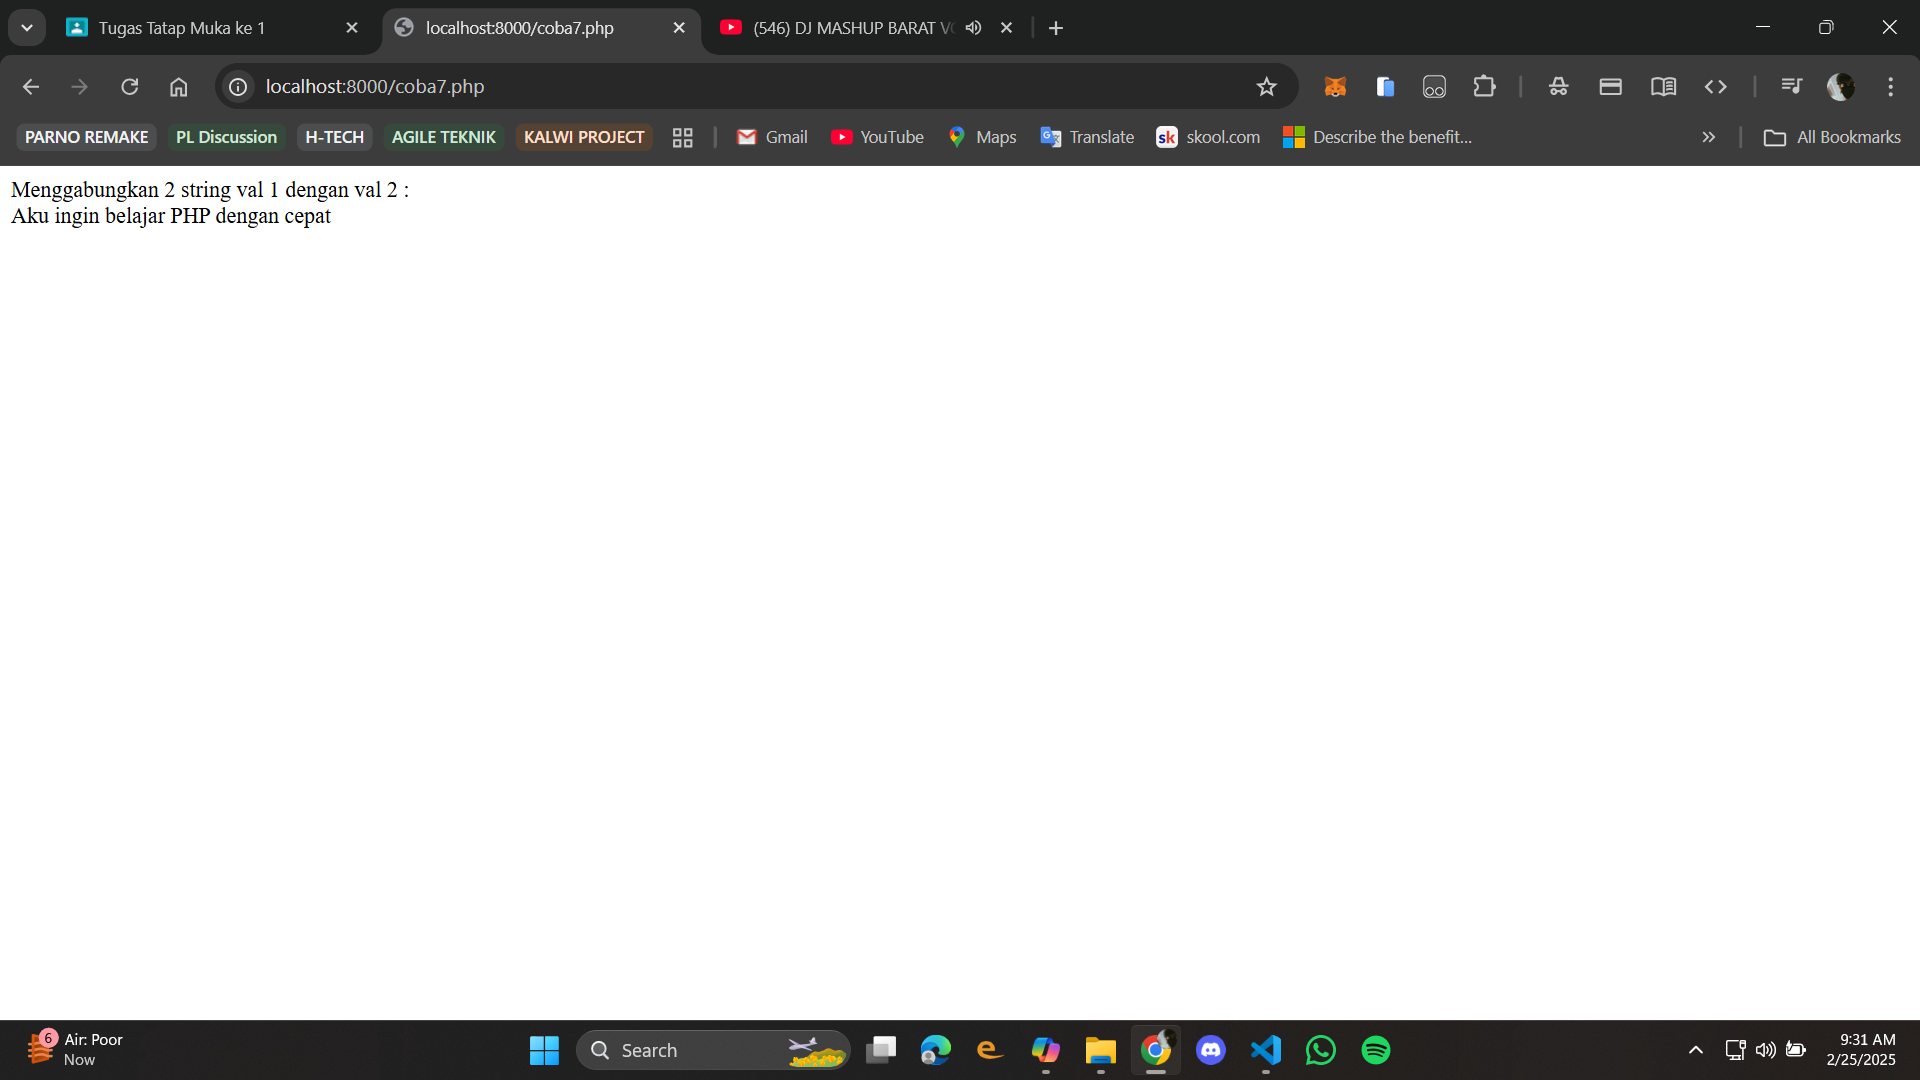 Tugas Tatap Muka ke 1
localhost:8000/coba7.php
(546) DJ MASHUP BARAT
localhost:8000/coba7.php
PARNO REMAKE
PL Discussion
H-TECH
AGILE TEKNIK
KALWI PROJECT
Gmail
YouTube
Maps
Translate
sk skool.com
Describe the benefit...
All Bookmarks
Menggabungkan 2 string val 1 dengan val 2 :
Aku ingin belajar PHP dengan cepat
6
Air: Poor
Now
Search
9:31 AM
2/25/2025